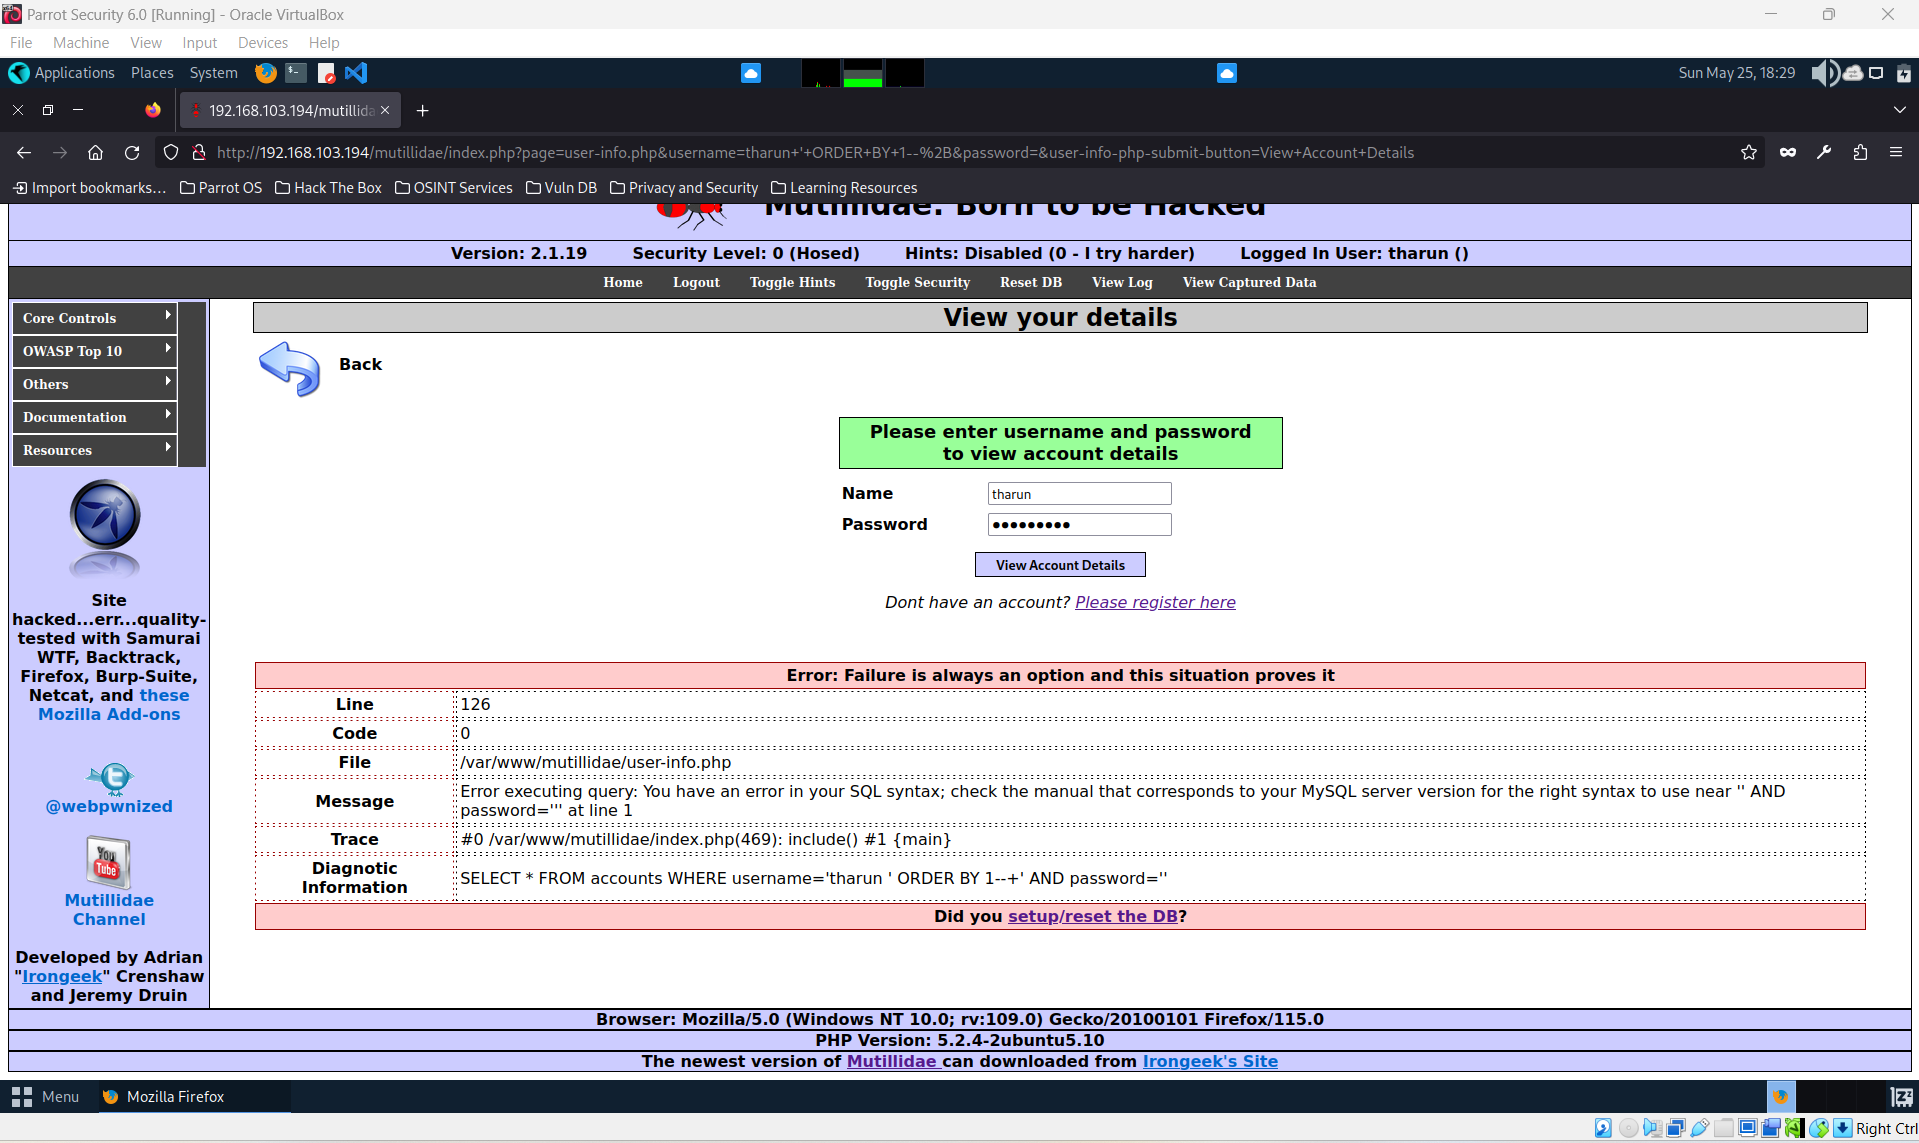 Parrot Security 6.0 [Running] - Oracle VirtualBox
File Machine View Input Devices Help
Applications Places System Sun May 25, 18:29
192.168.103.194/mutillida
http://192.168.103.194/mutillidae/index.php?page=user-info.php&username=tharun+'+ORDER+BY+1--%2B&password=&user-info-php-submit-button=View+Account+Details
Import bookmarks... Parrot OS Hack The Box OSINT Services Vuln DB Privacy and Security Learning Resources
Mutillidae: Born to be Hacked
Version: 2.1.19 Security Level: 0 (Hosed) Hints: Disabled (0 - I try harder) Logged In User: tharun ()
Home Logout Toggle Hints Toggle Security Reset DB View Log View Captured Data
Core Controls
OWASP Top 10
Others
Documentation
Resources
Site
hacked...err...quality-
tested with Samurai
WTF, Backtrack,
Firefox, Burp-Suite,
Netcat, and these
Mozilla Add-ons
@webpwnized
You
Tube
Mutillidae
Channel
Developed by Adrian
"Irongeek" Crenshaw
and Jeremy Druin
View your details
Back
Please enter username and password
to view account details
Name tharun
Password •••••••••
View Account Details
Dont have an account? Please register here
Error: Failure is always an option and this situation proves it
Line 126
Code 0
File /var/www/mutillidae/user-info.php
Message Error executing query: You have an error in your SQL syntax; check the manual that corresponds to your MySQL server version for the right syntax to use near '' AND
password=''' at line 1
Trace #0 /var/www/mutillidae/index.php(469): include() #1 {main}
Diagnotic
Information SELECT * FROM accounts WHERE username='tharun ' ORDER BY 1--+' AND password=''
Did you setup/reset the DB?
Browser: Mozilla/5.0 (Windows NT 10.0; rv:109.0) Gecko/20100101 Firefox/115.0
PHP Version: 5.2.4-2ubuntu5.10
The newest version of Mutillidae can downloaded from Irongeek's Site
Menu Mozilla Firefox
Right Ctrl